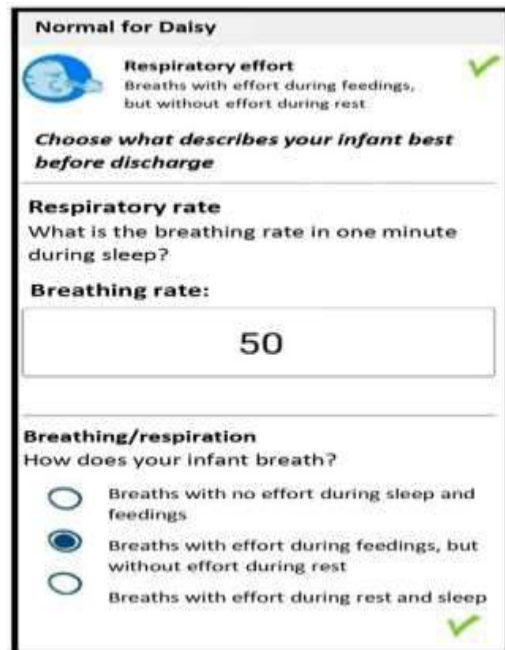 Normal for Daisy
Respiratory effort
Breaths with effort during feedings,
but without effort during rest
Choose what describes your infant best
before discharge
Respiratory rate
What is the breathing rate in one minute
during sleep?
Breathing rate:
50
Breathing/respiration
How does your infant breath?
Breaths with no effort during sleep and
feedings
Breaths with effort during feedings, but
without effort during rest
Breaths with effort during rest and sleep